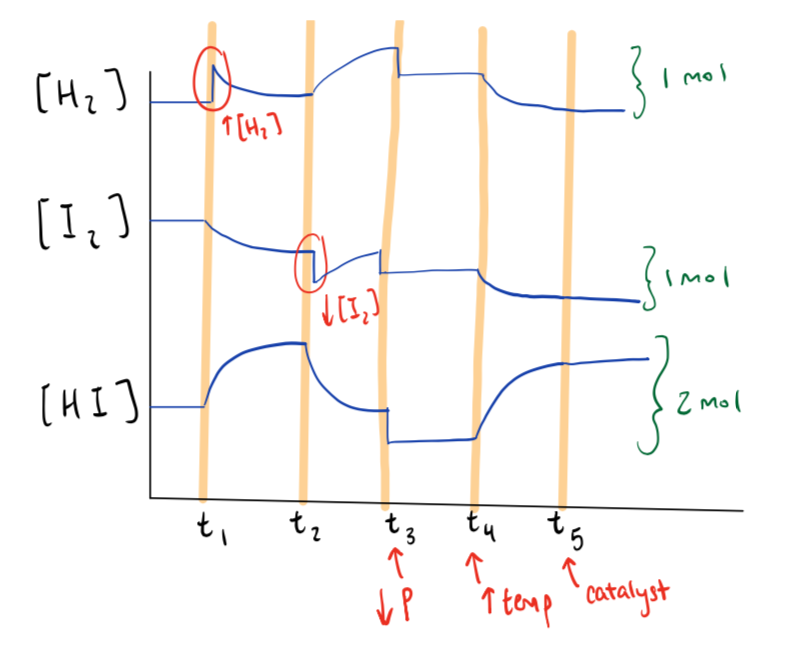 [H₂]
} 1 mol
↑[H₂]
[I₂]
} 1 mol
↓[I₂]
[HI]
} 2 mol
t₁ t₂ t₃ t₄ t₅
↑ ↑ ↑
↓P ↑temp catalyst